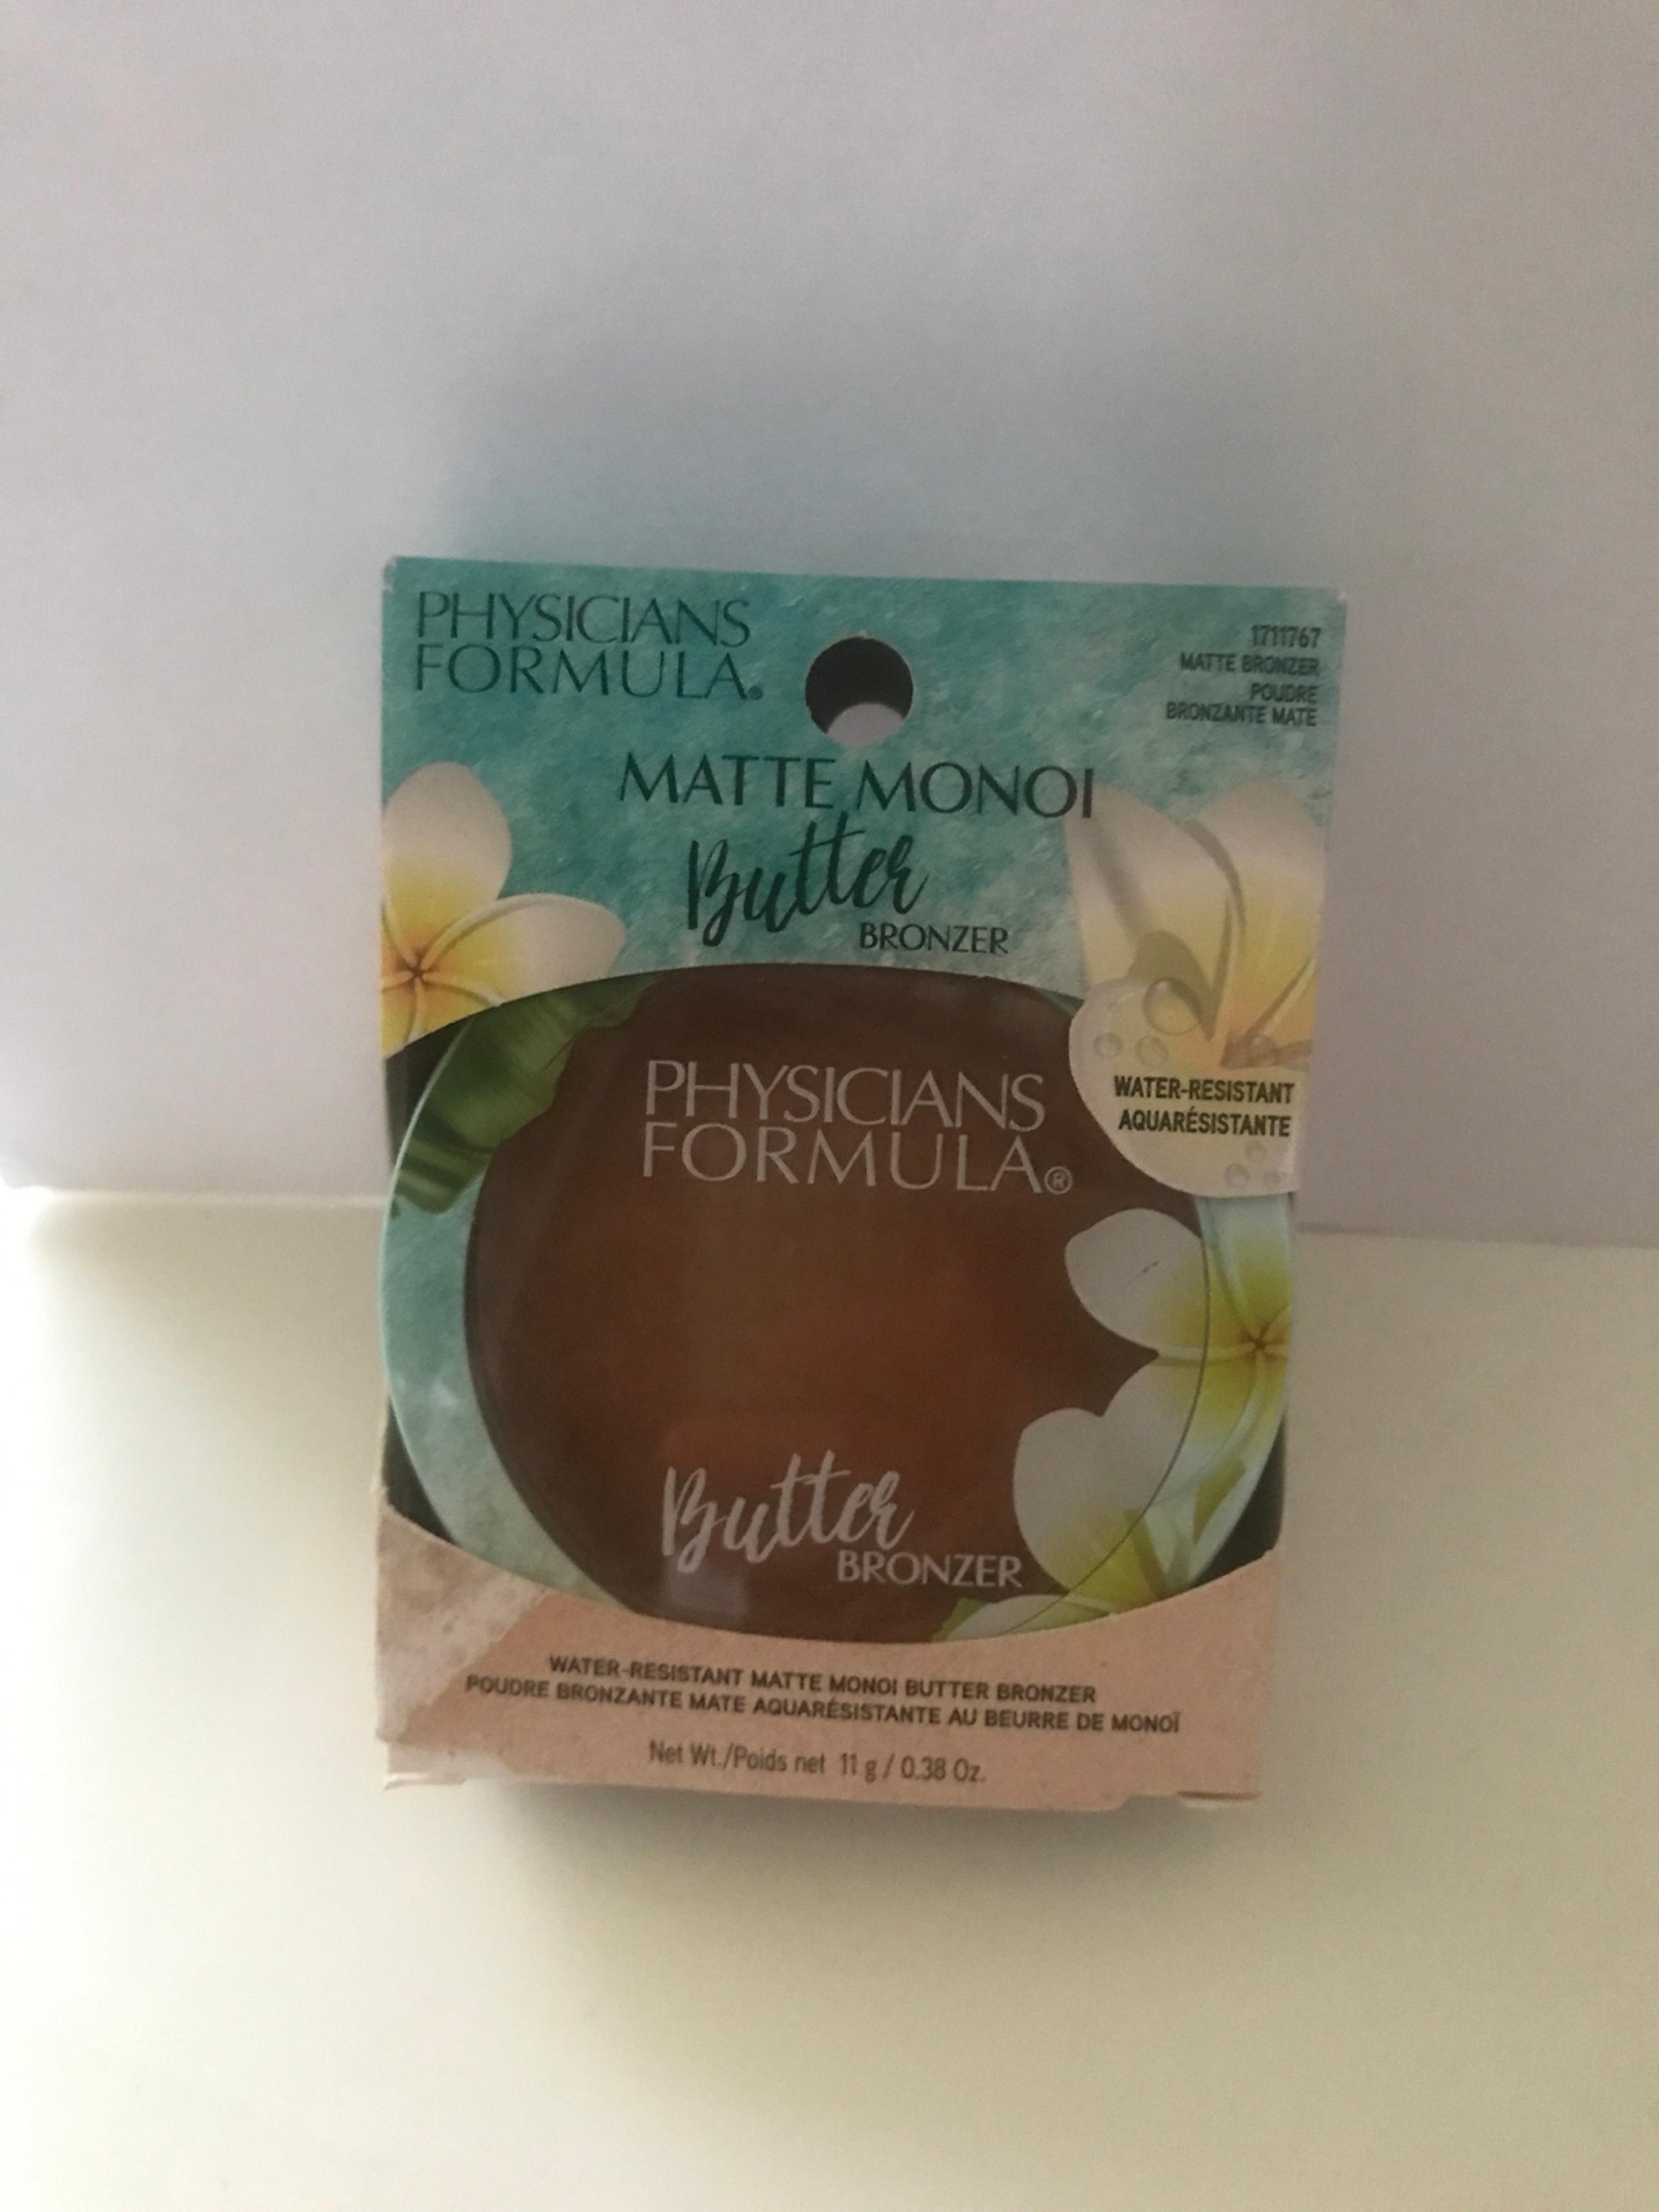 PHYSICIANS
FORMULA®
1711767
MATTE BRONZER
POUDRE
BRONZANTE MATE
MATTE MONOI
Butter
BRONZER
PHYSICIANS
FORMULA®
WATER-RESISTANT
AQUARÉSISTANTE
Butter
BRONZER
WATER-RESISTANT MATTE MONOI BUTTER BRONZER
POUDRE BRONZANTE MATE AQUARÉSISTANTE AU BEURRE DE MONOÏ
Net Wt./Poids net 11 g / 0.38 Oz.